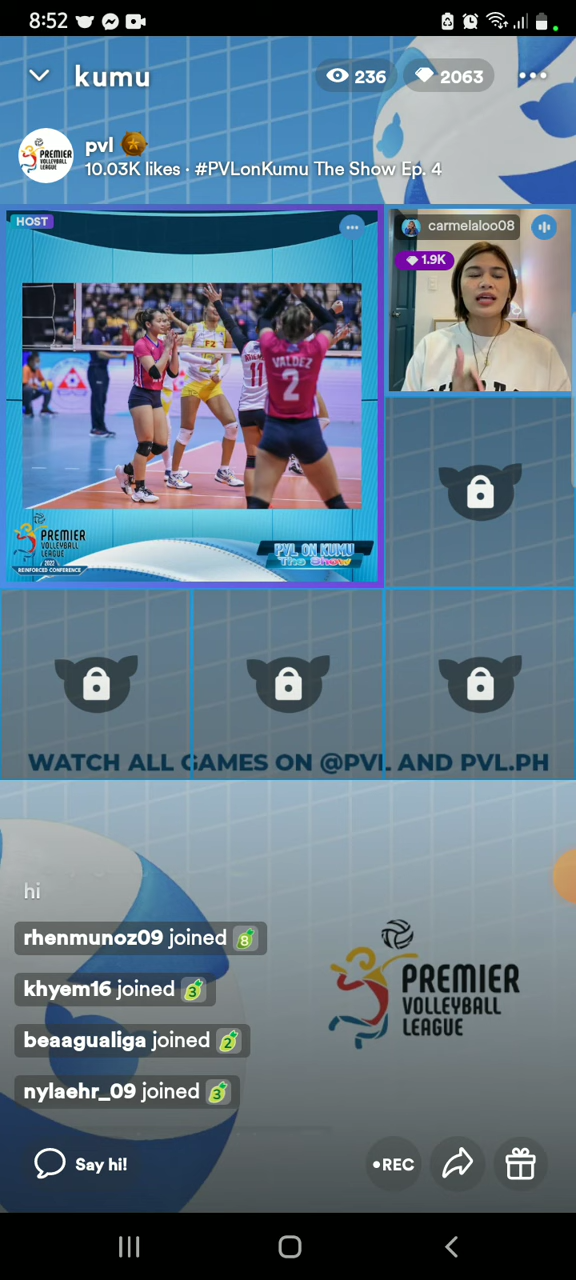 8:52
kumu
236
2063
pvl
10.03K likes · #PVLonKumu The Show Ep. 4
HOST
carmelaloo08
1.9K
F2
VALDEZ
11
2
PREMIER
VOLLEYBALL
LEAGUE
2022
REINFORCED CONFERENCE
PVL ON KUMU
The Show
WATCH ALL GAMES ON @PVL AND PVL.PH
hi
rhenmunoz09 joined 8
khyem16 joined 3
beaagualiga joined 2
nylaehr_09 joined 3
PREMIER
VOLLEYBALL
LEAGUE
Say hi!
•REC